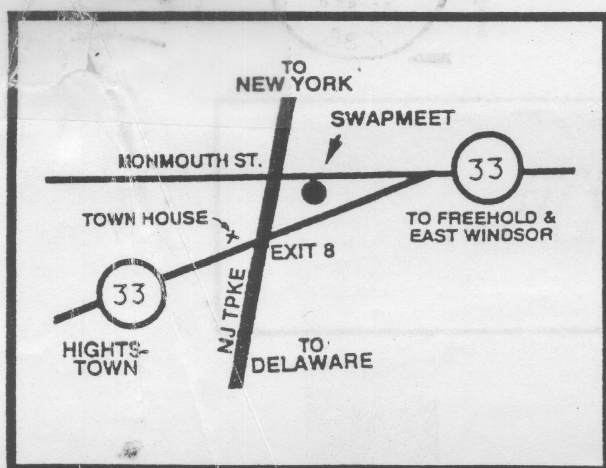 TO
NEW YORK
SWAPMEET
MONMOUTH ST.
33
TOWN HOUSE
TO FREEHOLD &
EAST WINDSOR
EXIT 8
33
NJ TPKE
HIGHTS-
TOWN
TO
DELAWARE